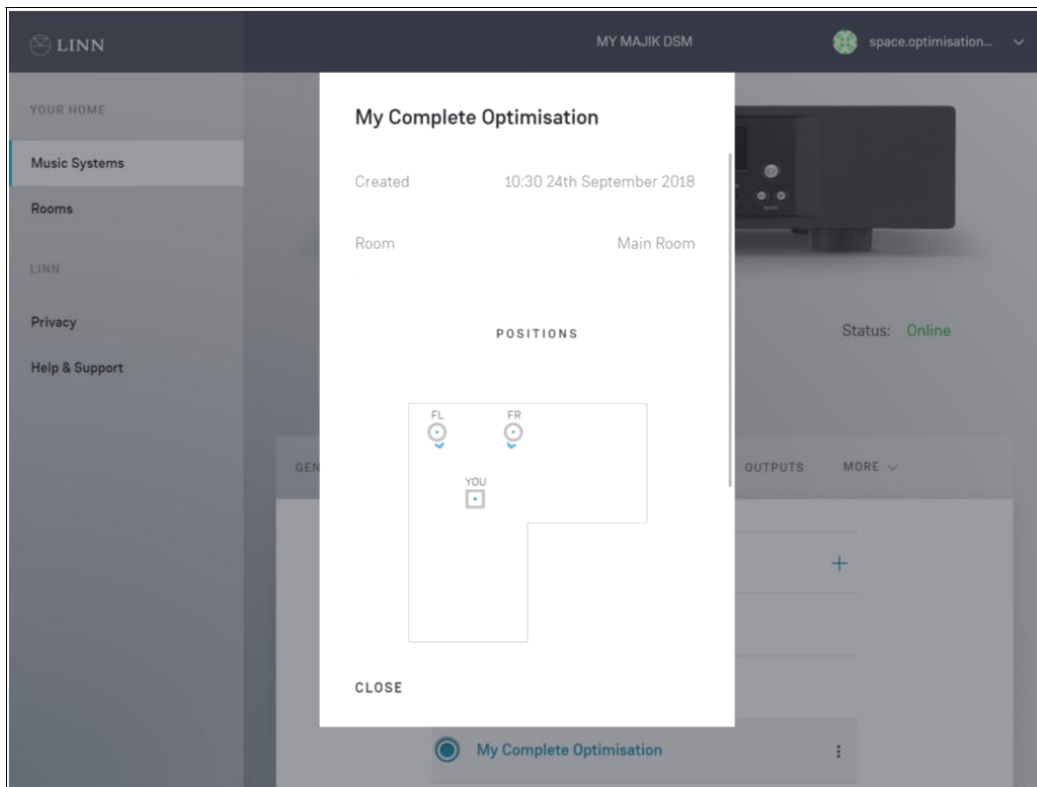 LINN
MY MAJIK DSM
space.optimisation...
YOUR HOME
Music Systems
Rooms
LINN
Privacy
Help & Support
My Complete Optimisation
Created 10:30 24th September 2018
Room Main Room
POSITIONS
FL FR
YOU
CLOSE
Status: Online
GEN
OUTPUTS
MORE
My Complete Optimisation